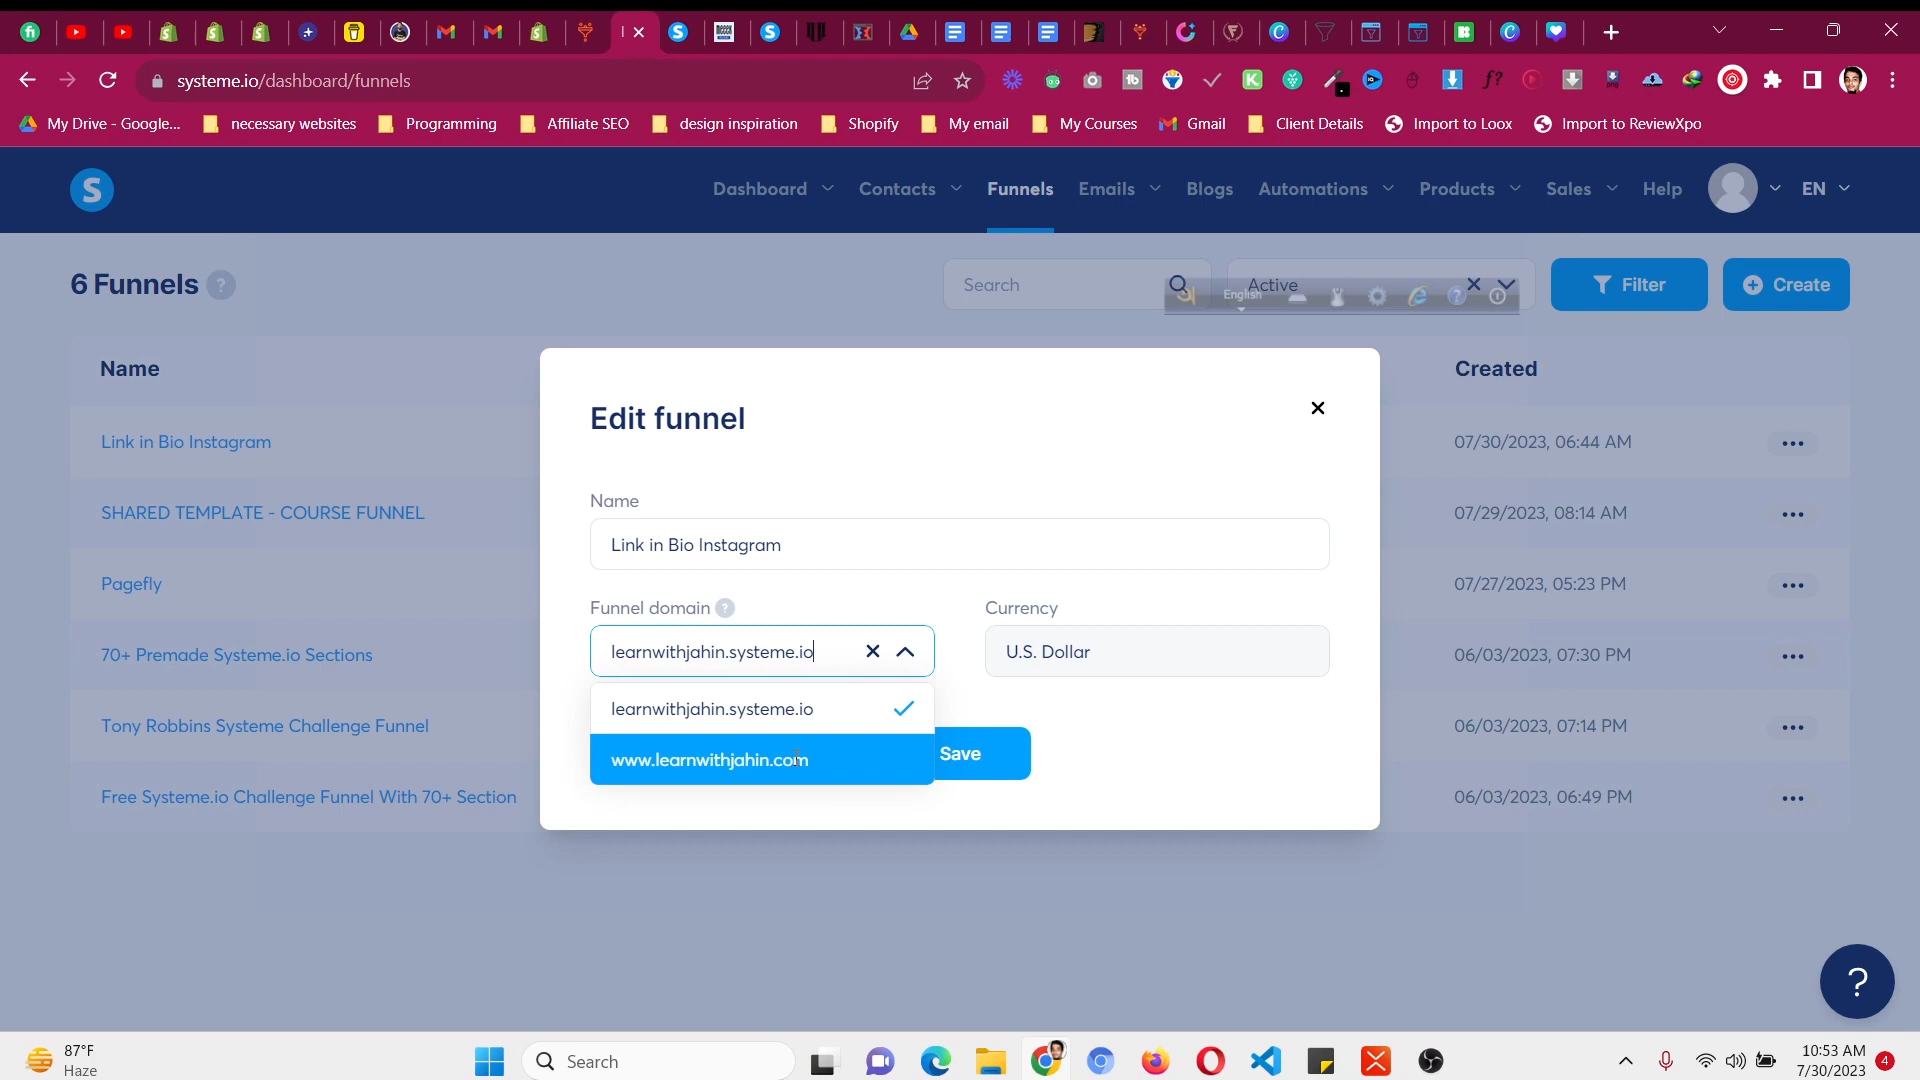 systeme.io/dashboard/funnels
My Drive - Google...
necessary websites
Programming
Affiliate SEO
design inspiration
Shopify
My email
My Courses
Gmail
Client Details
Import to Loox
Import to ReviewXpo
S
Dashboard
Contacts
Funnels
Emails
Blogs
Automations
Products
Sales
Help
EN
6 Funnels ?
Search
Active
English
Filter
Create
Name
Created
Link in Bio Instagram
07/30/2023, 06:44 AM
SHARED TEMPLATE - COURSE FUNNEL
07/29/2023, 08:14 AM
Pagefly
07/27/2023, 05:23 PM
70+ Premade Systeme.io Sections
06/03/2023, 07:30 PM
Tony Robbins Systeme Challenge Funnel
06/03/2023, 07:14 PM
Free Systeme.io Challenge Funnel With 70+ Section
06/03/2023, 06:49 PM
Edit funnel
Name
Link in Bio Instagram
Funnel domain ?
Currency
learnwithjahin.systeme.io
U.S. Dollar
learnwithjahin.systeme.io
www.learnwithjahin.com
Save
?
87°F
Haze
Search
10:53 AM
7/30/2023
4